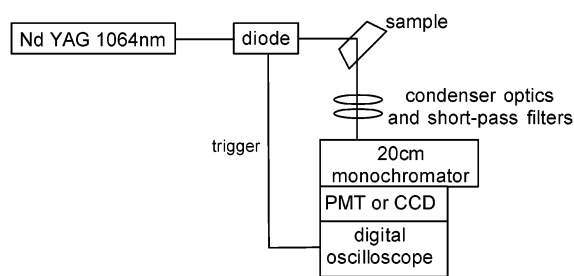 Nd YAG 1064nm
diode
sample
condenser optics
and short-pass filters
trigger
20cm
monochromator
PMT or CCD
digital
oscilloscope